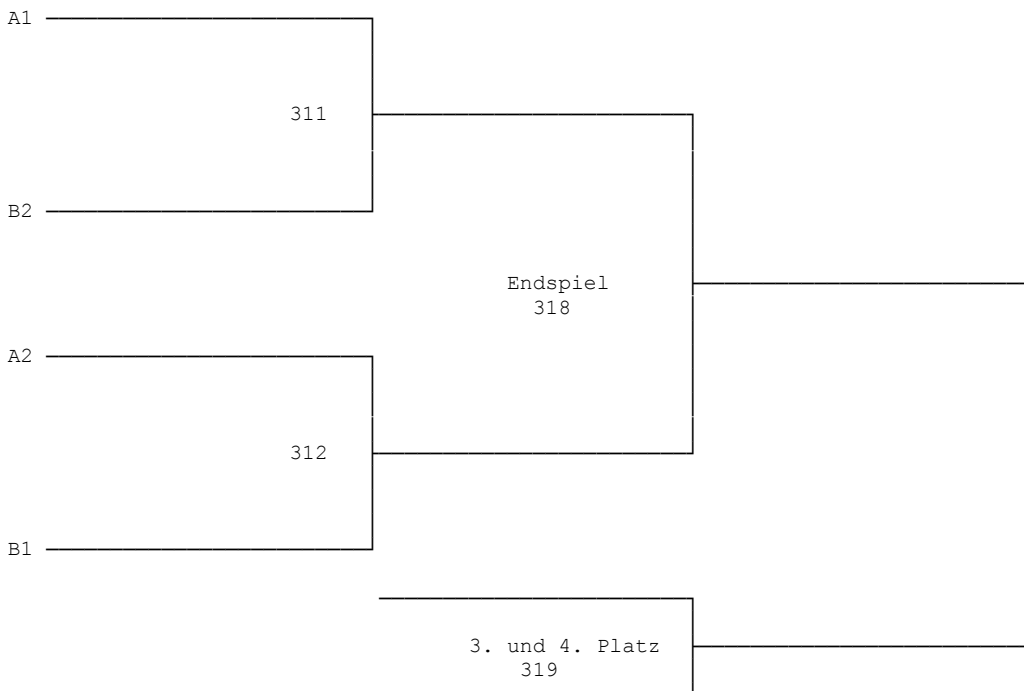 A1
311
B2
Endspiel
318
A2
312
B1
3. und 4. Platz
319